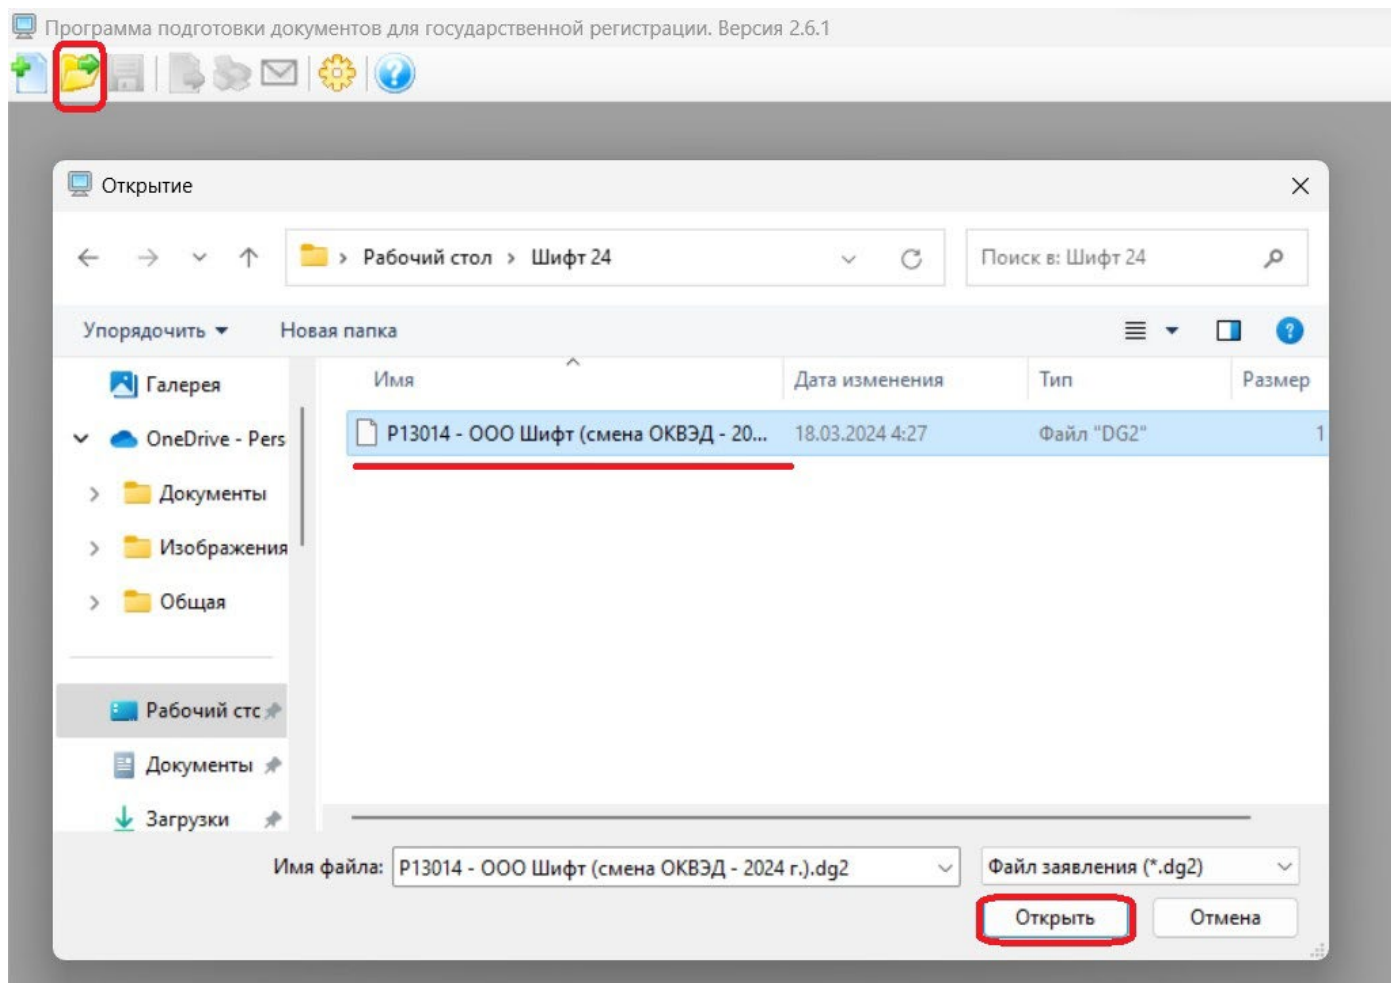 Программа подготовки документов для государственной регистрации. Версия 2.6.1
Открытие
Рабочий стол > Шифт 24
Поиск в: Шифт 24
Упорядочить
Новая папка
Имя
Дата изменения
Тип
Размер
Р13014 - ООО Шифт (смена ОКВЭД - 20...
18.03.2024 4:27
Файл "DG2"
1
Галерея
OneDrive - Pers
Документы
Изображения
Общая
Рабочий стс
Документы
Загрузки
Имя файла:
Р13014 - ООО Шифт (смена ОКВЭД - 2024 г.).dg2
Файл заявления (*.dg2)
Открыть
Отмена